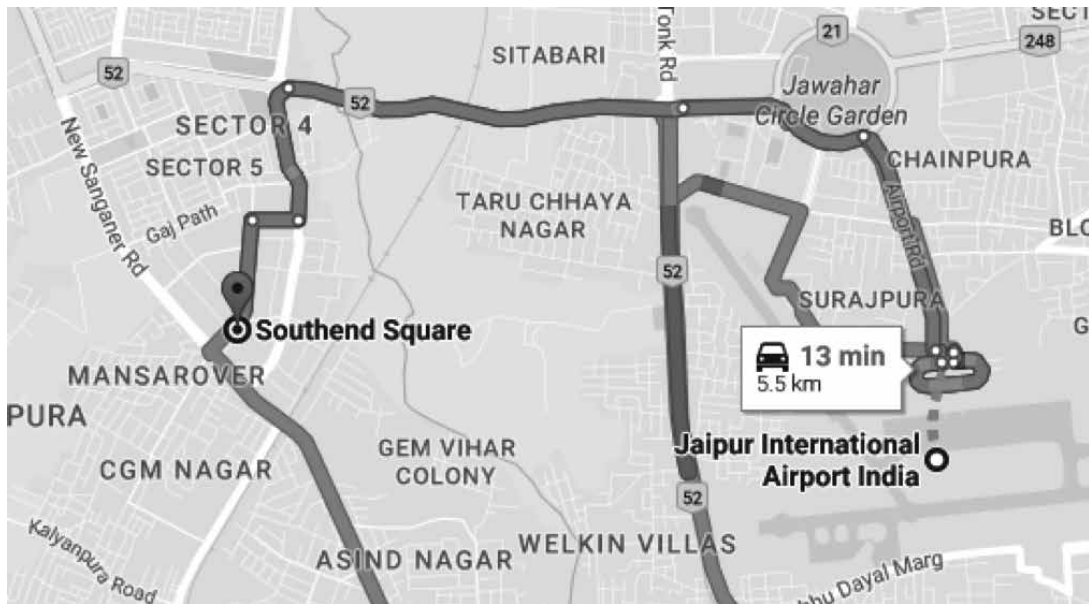 SECT
52
SITABARI
Tonk Rd
21
248
Jawahar
Circle Garden
52
SECTOR 4
CHAINPURA
SECTOR 5
New Sanganer Rd
Gaj Path
TARU CHHAYA
NAGAR
Airport Rd
BLO
52
SURAJPURA
G
Southend Square
13 min
5.5 km
MANSAROVER
PURA
Jaipur International
Airport India
GEM VIHAR
COLONY
CGM NAGAR
52
Kalyanpura Road
ASIND NAGAR
WELKIN VILLAS
bhu Dayal Marg